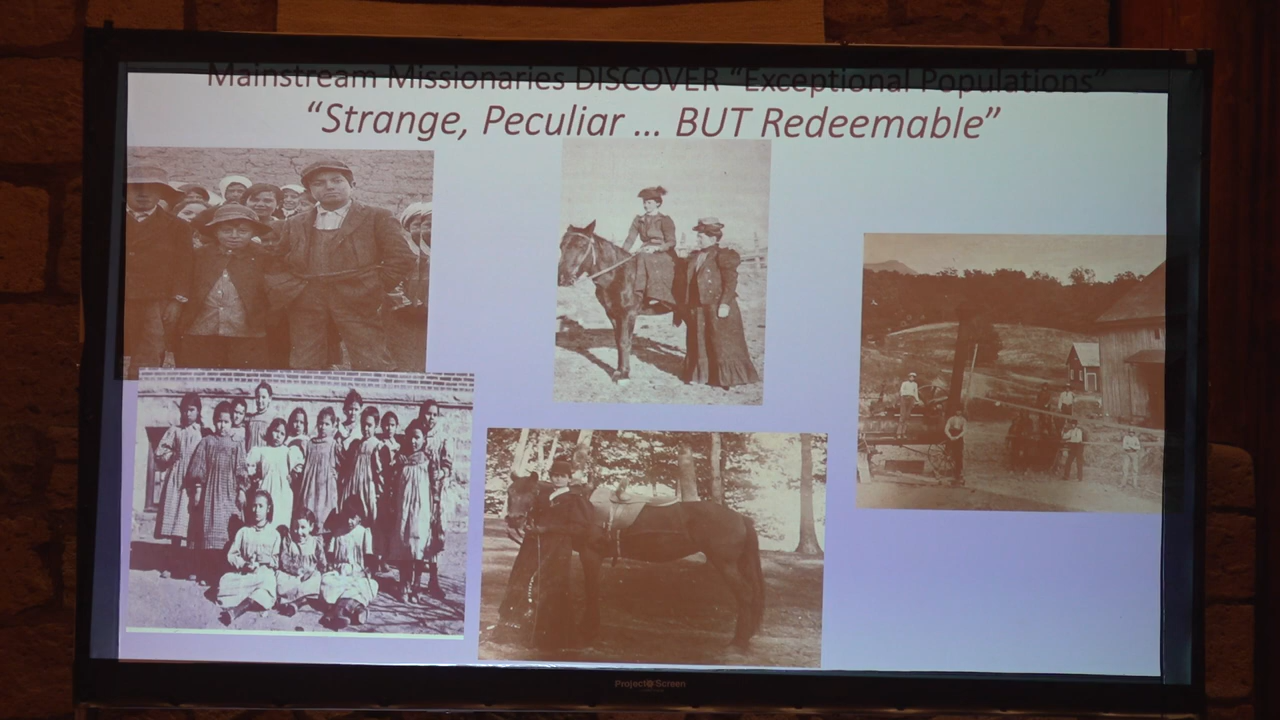 Mainstream Missionaries DISCOVER “Exceptional Populations”
“Strange, Peculiar ... BUT Redeemable”
Project Screen